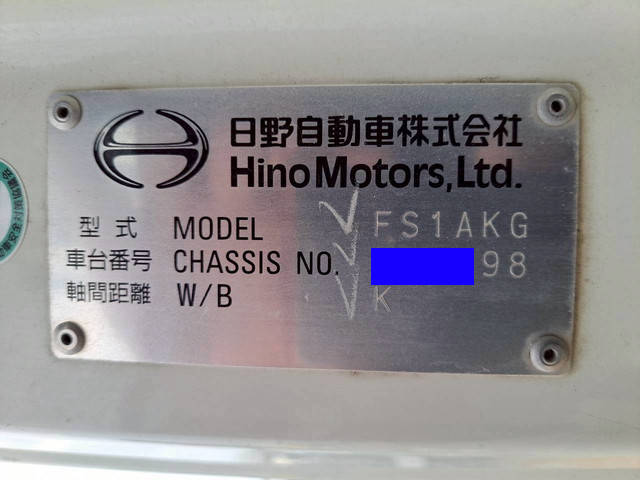 日野自動車株式会社
Hino Motors, Ltd.
型式 MODEL FS1AKG
車台番号 CHASSIS NO. 98
軸間距離 W/B K